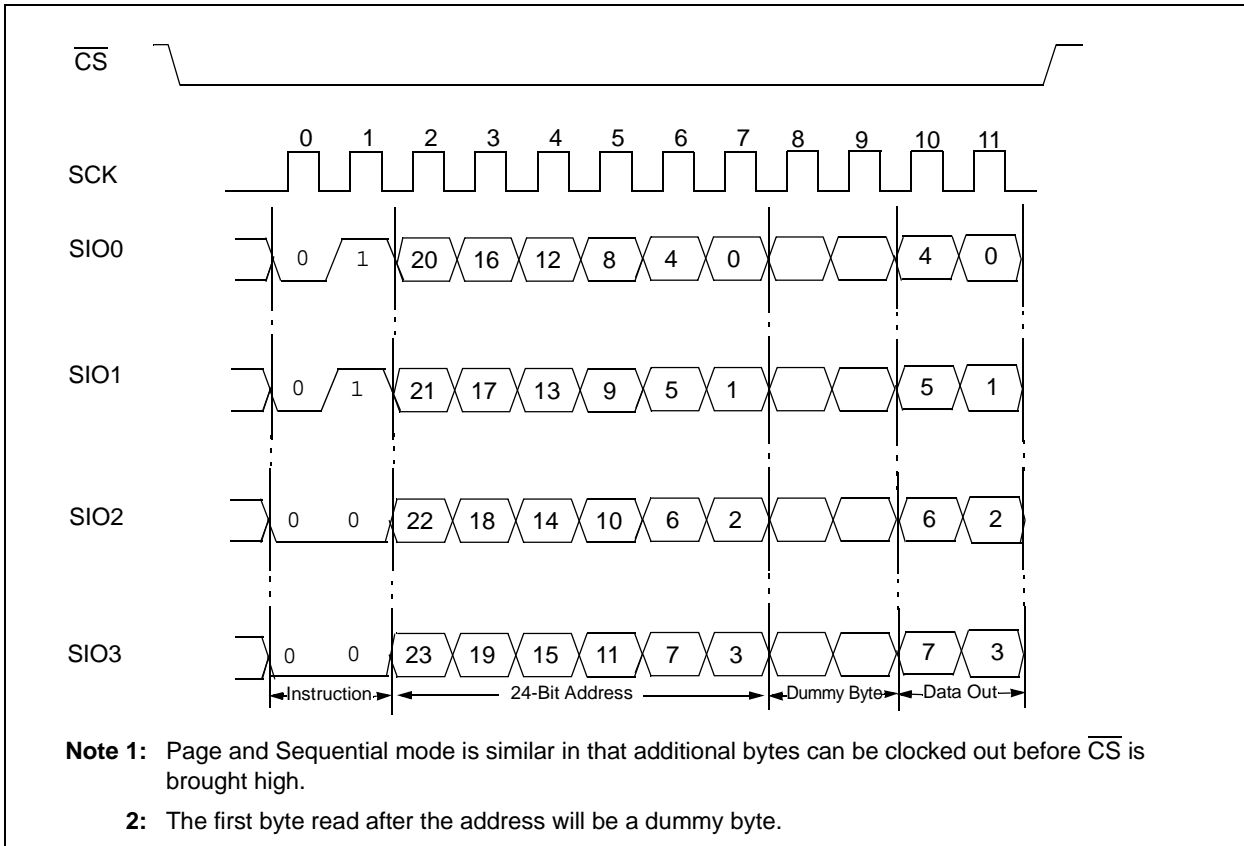 CS
0 1 2 3 4 5 6 7 8 9 10 11
SCK
SIO0 0 1 20 16 12 8 4 0 4 0
SIO1 0 1 21 17 13 9 5 1 5 1
SIO2 0 0 22 18 14 10 6 2 6 2
SIO3 0 0 23 19 15 11 7 3 7 3
Instruction 24-Bit Address Dummy Byte Data Out
Note 1: Page and Sequential mode is similar in that additional bytes can be clocked out before CS is
brought high.
2: The first byte read after the address will be a dummy byte.